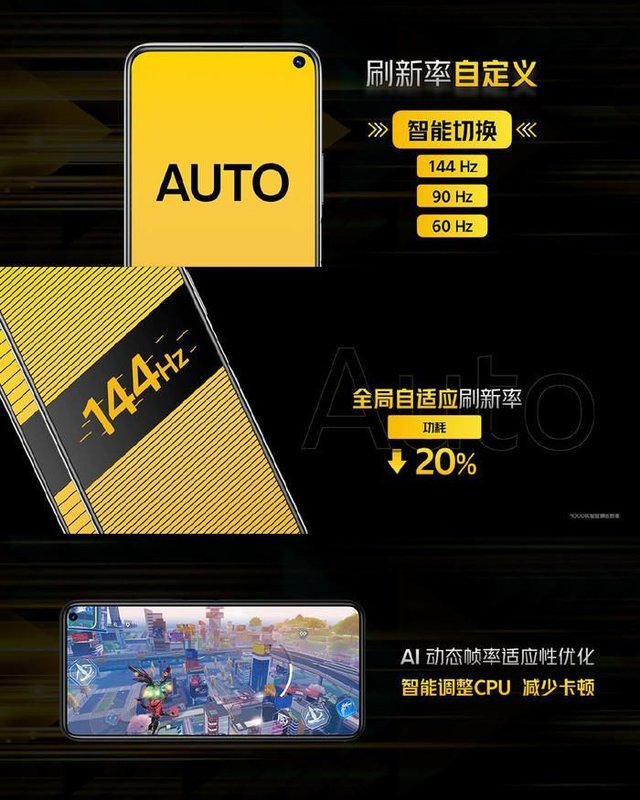 刷新率自定义
AUTO
智能切换
144 Hz
90 Hz
60 Hz
144Hz
Auto
全局自适应刷新率
功耗
20%
AI 动态帧率适应性优化
智能调整CPU 减少卡顿